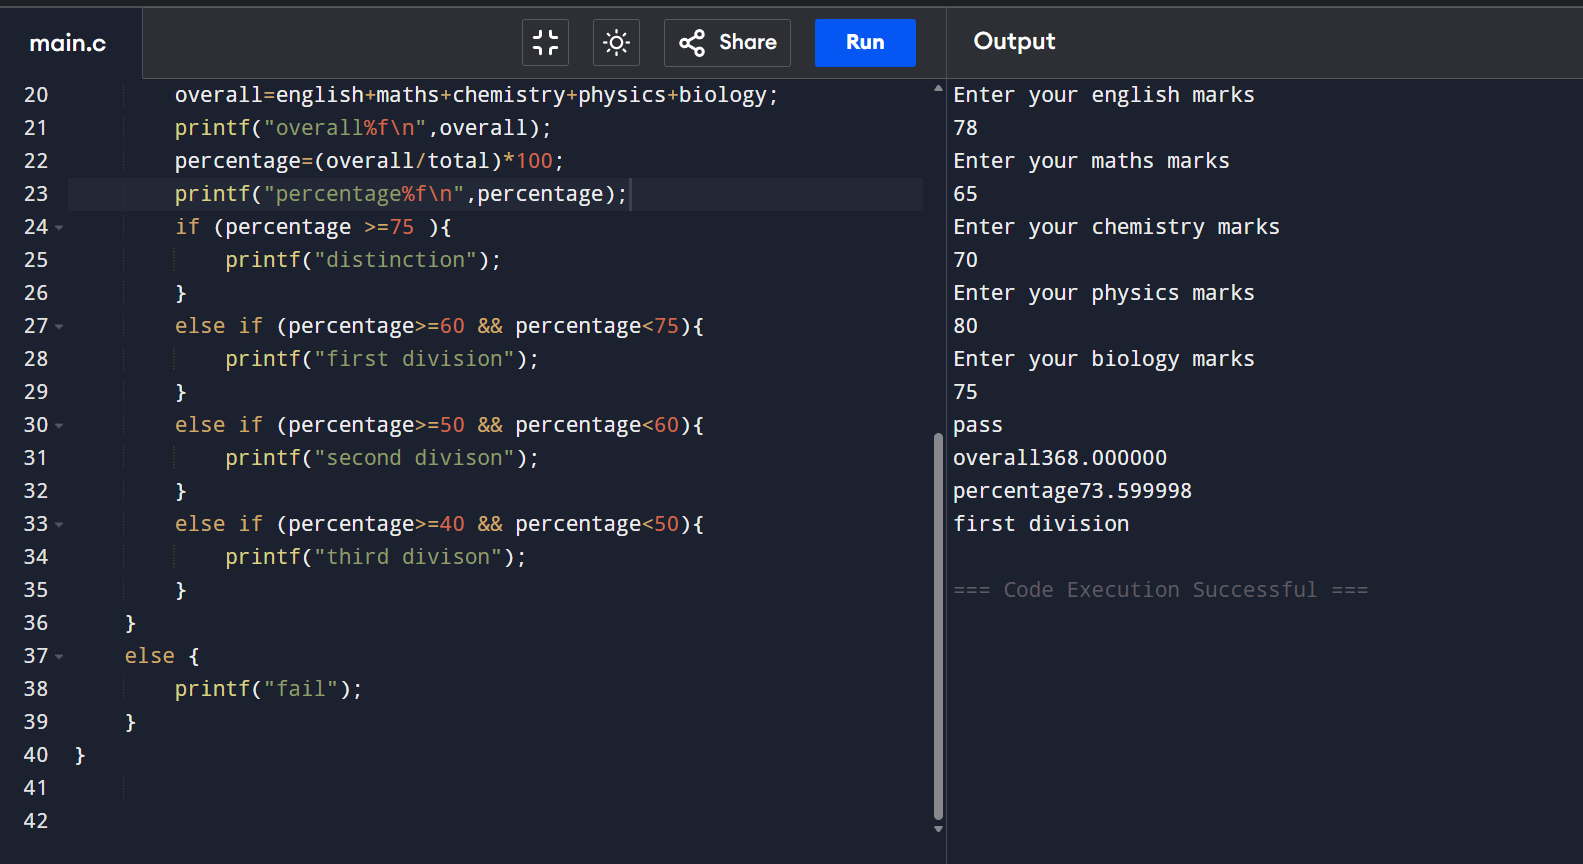 main.c
Share
Run
Output
20 overall=english+maths+chemistry+physics+biology;
21 printf("overall%f\n",overall);
22 percentage=(overall/total)*100;
23 printf("percentage%f\n",percentage);
24 if (percentage >=75 ){
25 printf("distinction");
26 }
27 else if (percentage>=60 && percentage<75){
28 printf("first division");
29 }
30 else if (percentage>=50 && percentage<60){
31 printf("second divison");
32 }
33 else if (percentage>=40 && percentage<50){
34 printf("third divison");
35 }
36 }
37 else {
38 printf("fail");
39 }
40 }
41
42
Enter your english marks
78
Enter your maths marks
65
Enter your chemistry marks
70
Enter your physics marks
80
Enter your biology marks
75
pass
overall368.000000
percentage73.599998
first division
=== Code Execution Successful ===